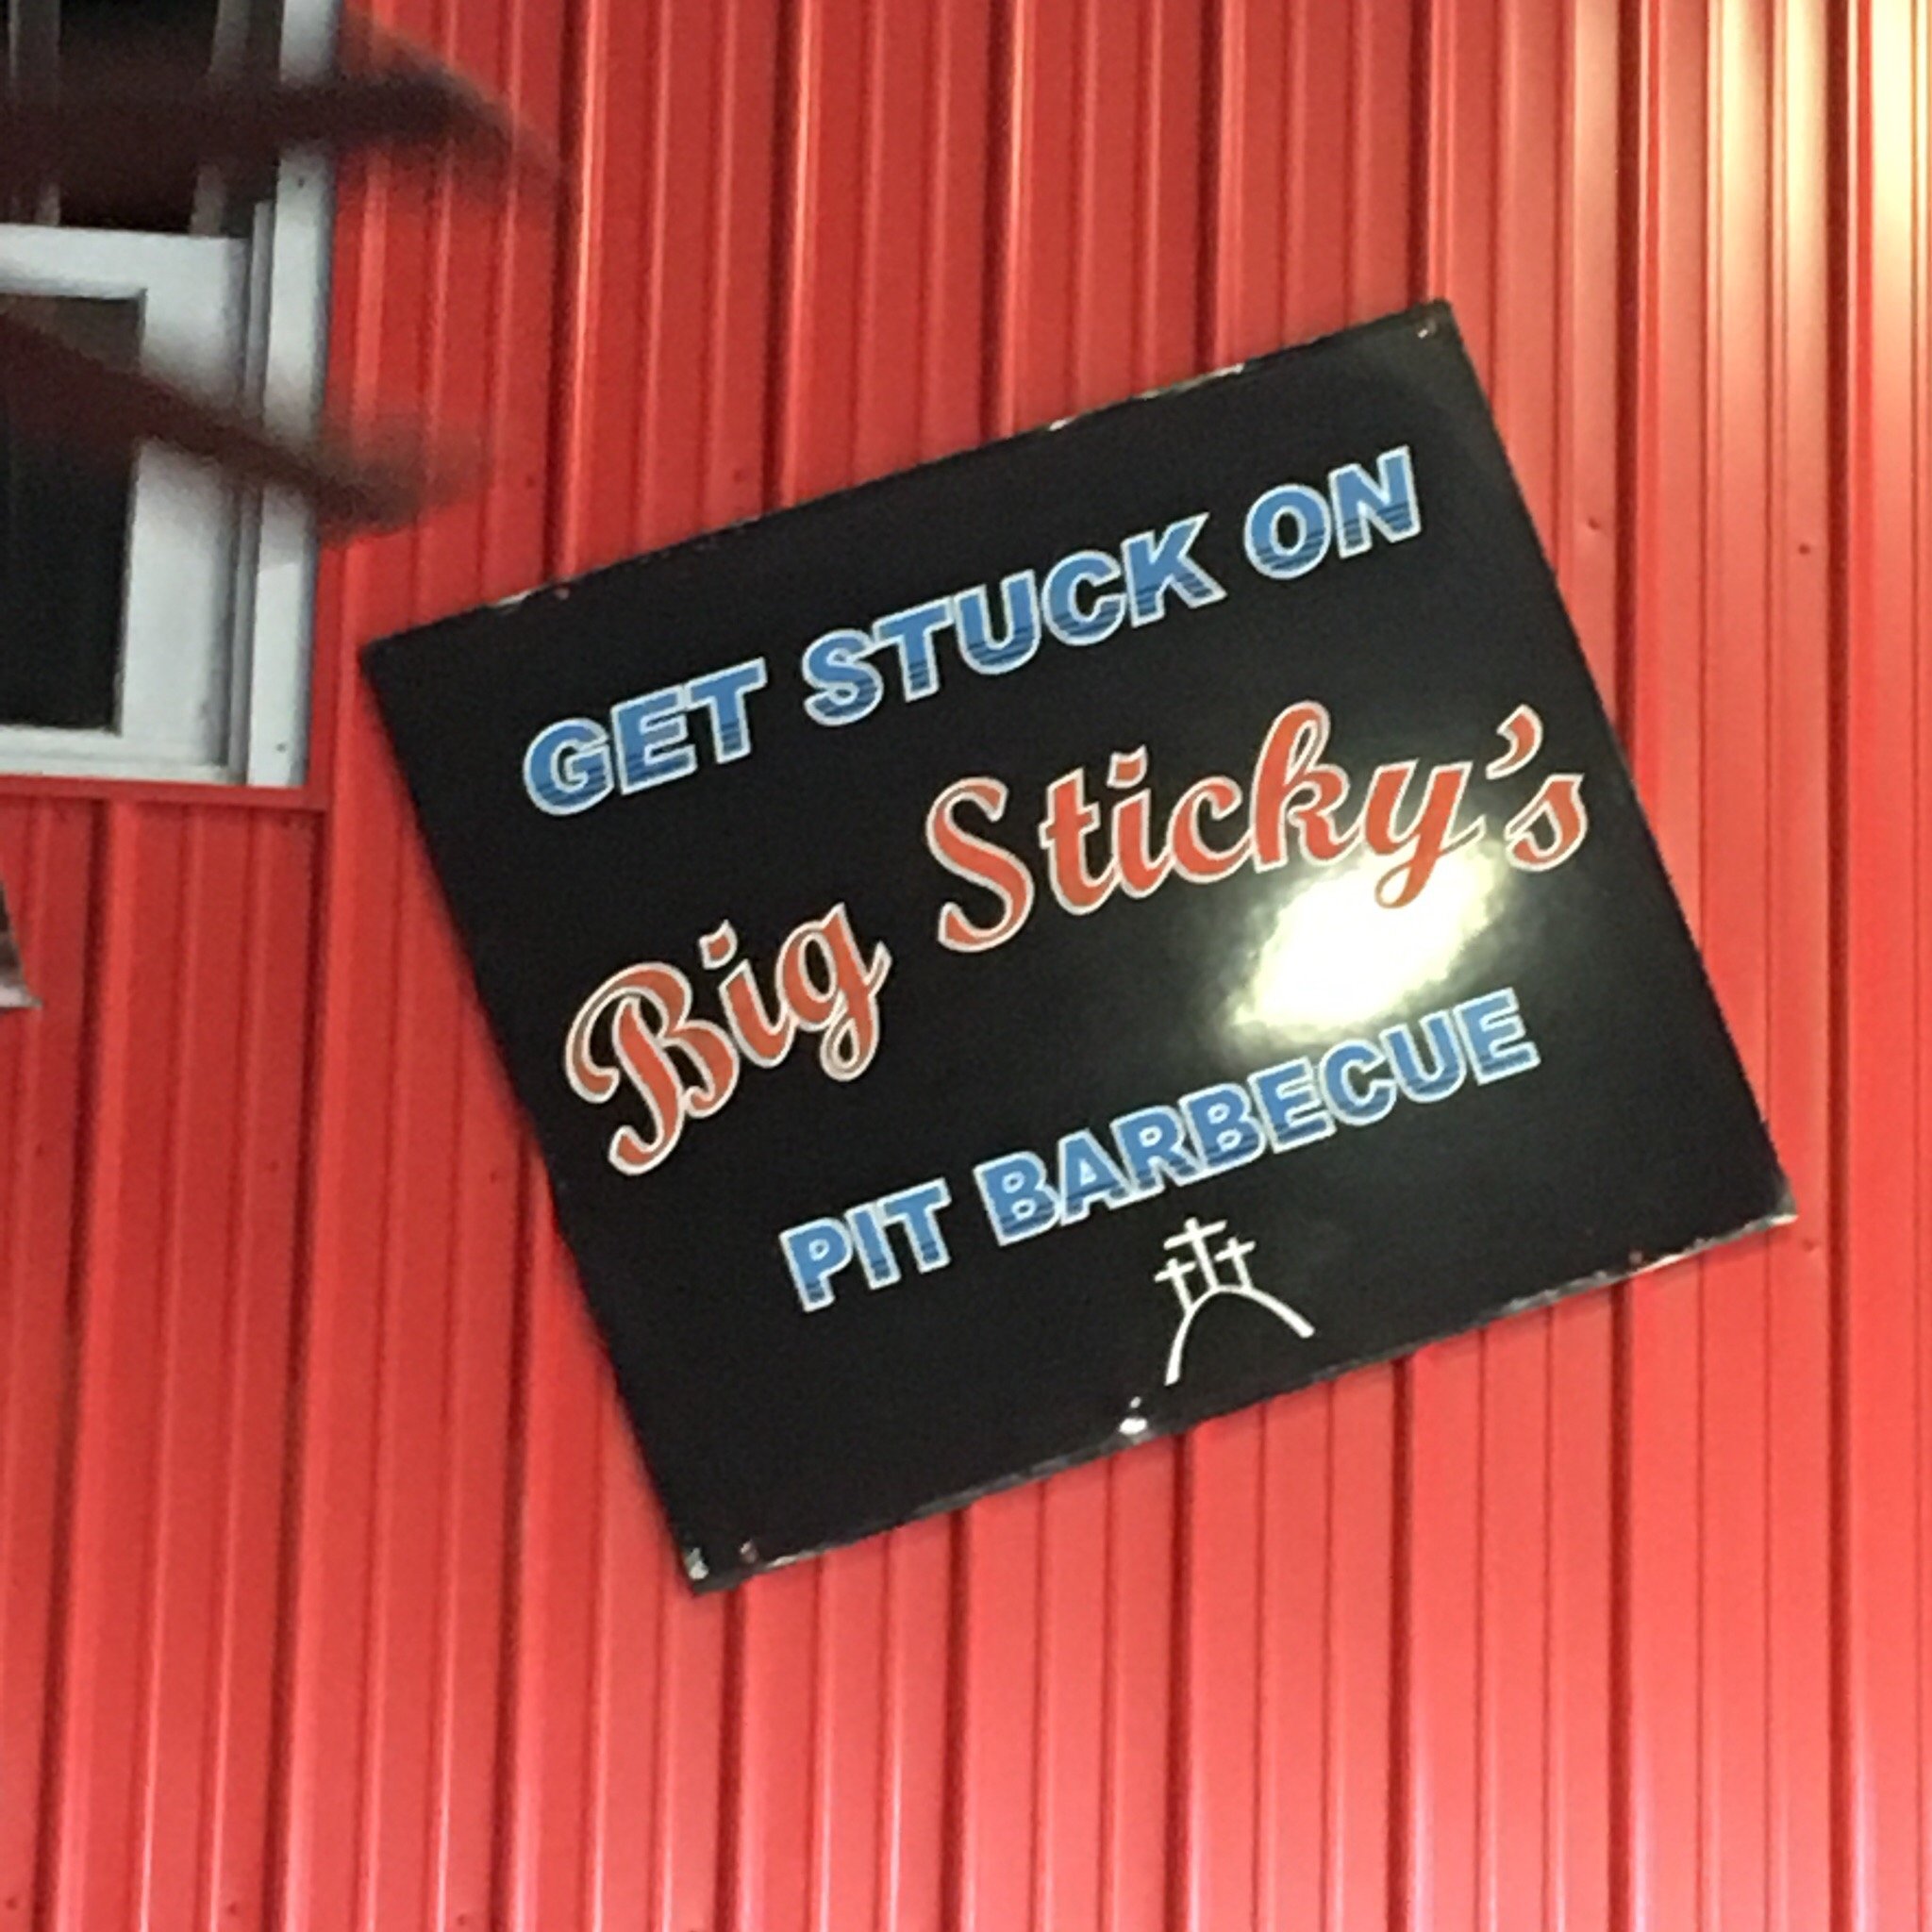 GET STUCK ON
Big Sticky's
PIT BARBECUE